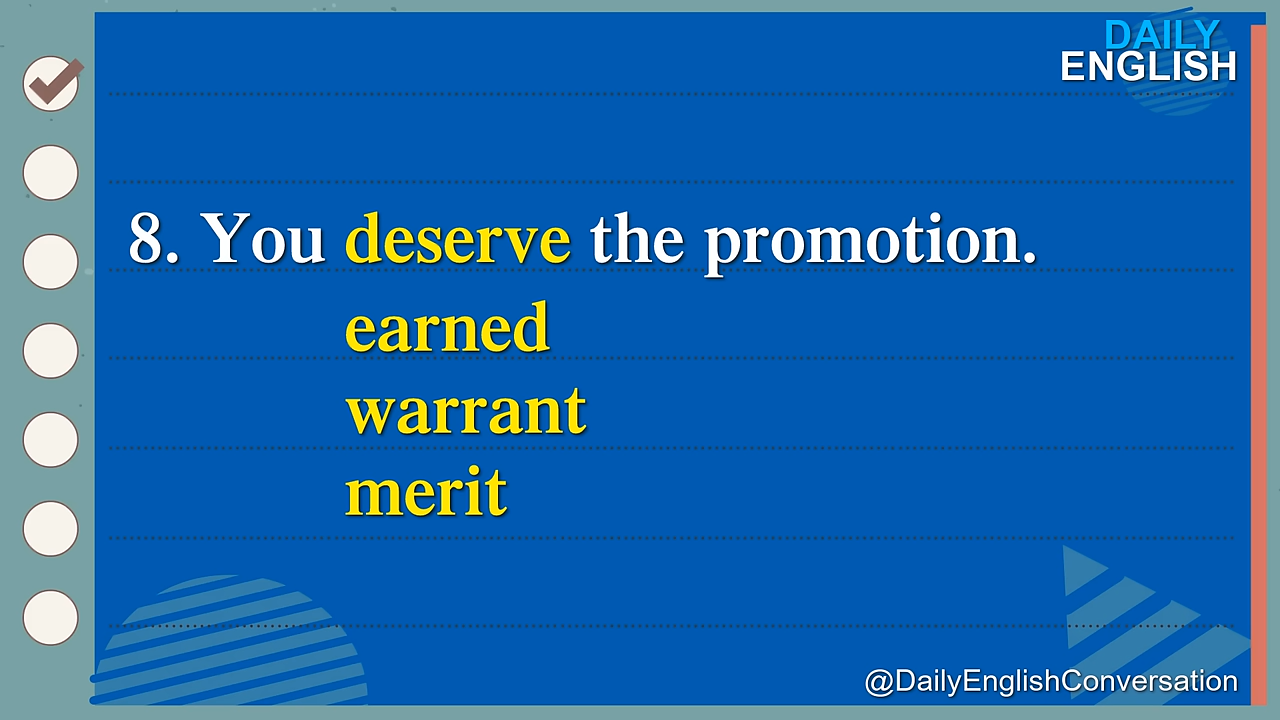 DAILY
ENGLISH
8. You deserve the promotion.
earned
warrant
merit
@DailyEnglishConversation